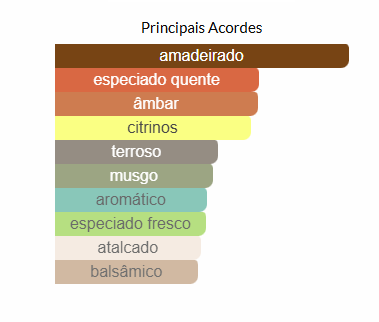 Principais Acordes
amadeirado
especiado quente
âmbar
citrinos
terroso
musgo
aromático
especiado fresco
atalcado
balsâmico